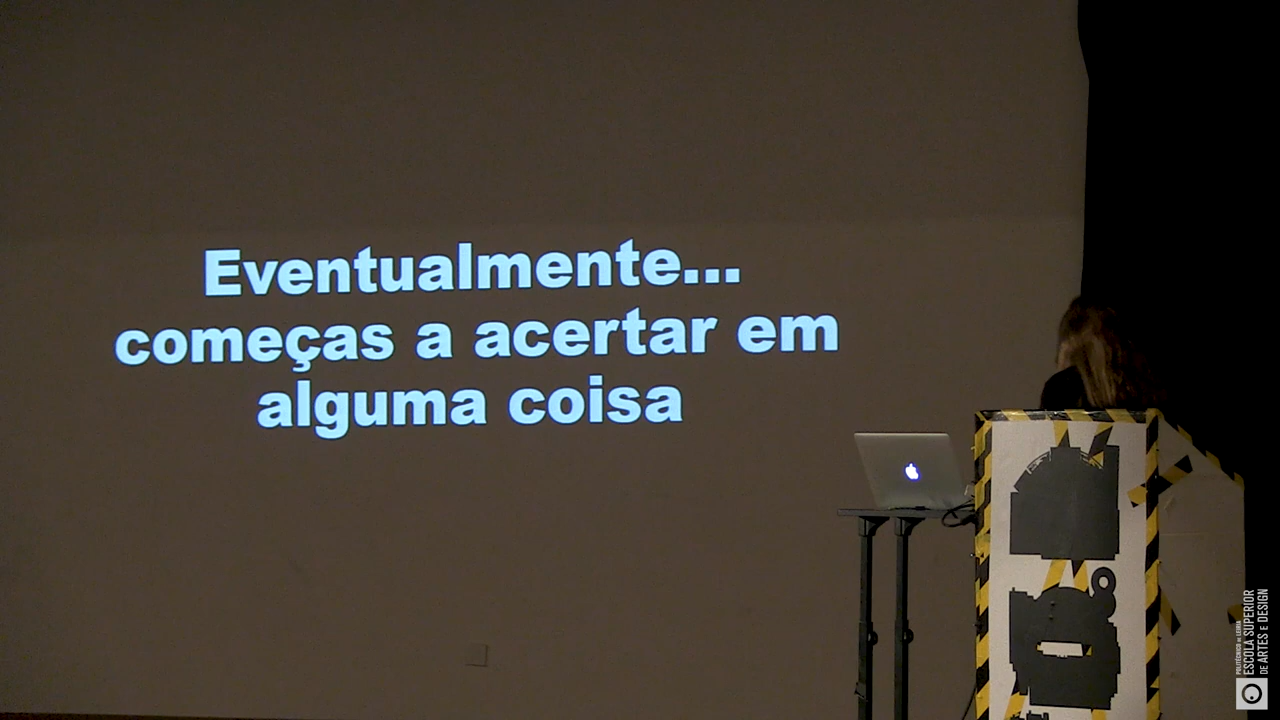 Eventualmente...
começas a acertar em
alguma coisa
POLITÉCNICO DE LEIRIA
ESCOLA SUPERIOR
DE ARTES E DESIGN